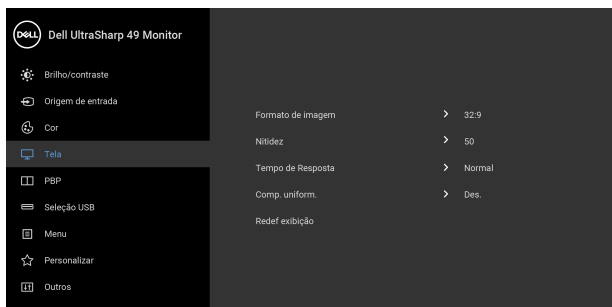 DELL Dell UltraSharp 49 Monitor
Brilho/contraste
Origem de entrada
Cor
Tela
PBP
Seleção USB
Menu
Personalizar
Outros
Formato de imagem > 32:9
Nitidez > 50
Tempo de Resposta > Normal
Comp. uniform. > Des.
Redef exibição